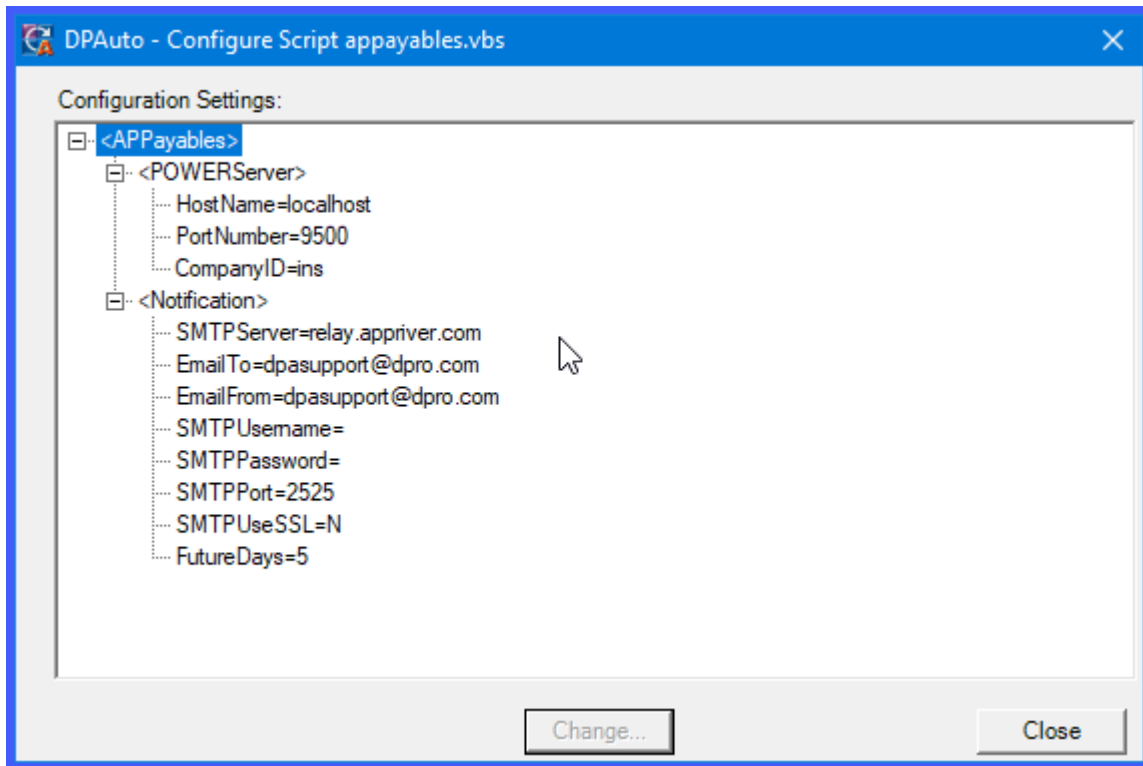 DPAuto - Configure Script appayables.vbs
Configuration Settings:
<APPayables>
<POWERServer>
HostName=localhost
PortNumber=9500
CompanyID=ins
<Notification>
SMTPServer=relay.appriver.com
EmailTo=dpasupport@dpro.com
EmailFrom=dpasupport@dpro.com
SMTPUsername=
SMTPPassword=
SMTPPort=2525
SMTPUseSSL=N
FutureDays=5
Change... Close